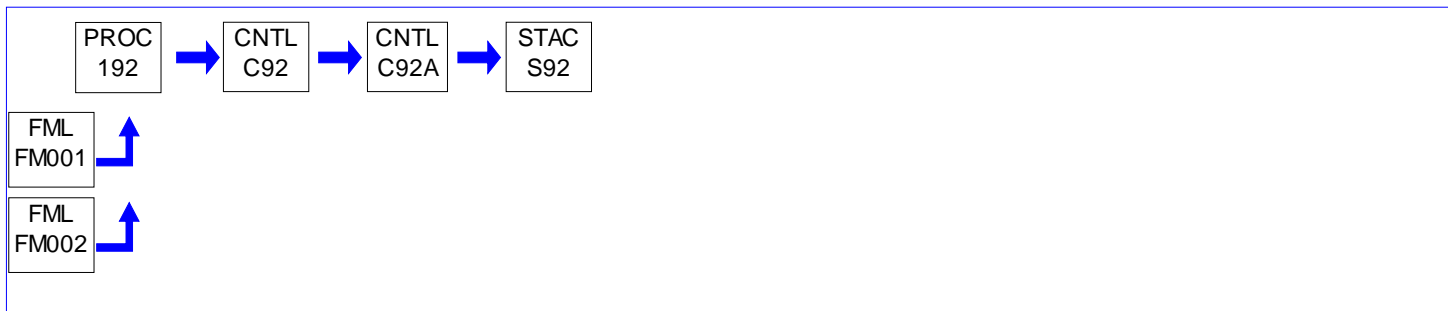 PROC
192
CNTL
C92
CNTL
C92A
STAC
S92
FML
FM001
FML
FM002